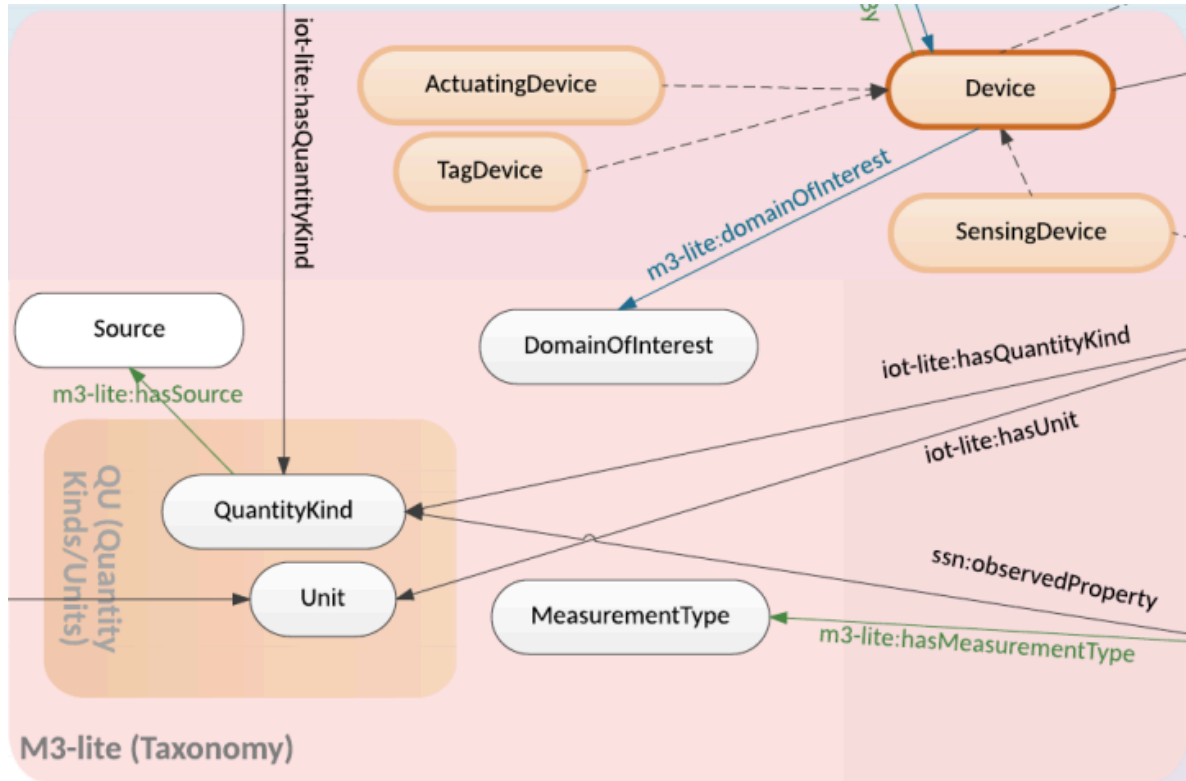 iot-lite:hasQuantityKind
ActuatingDevice
Device
TagDevice
m3-lite:domainOfInterest
SensingDevice
Source
DomainOfInterest
iot-lite:hasQuantityKind
m3-lite:hasSource
iot-lite:hasUnit
QU (Quantity
Kinds/Units)
QuantityKind
ssn:observedProperty
Unit
MeasurementType
m3-lite:hasMeasurementType
M3-lite (Taxonomy)